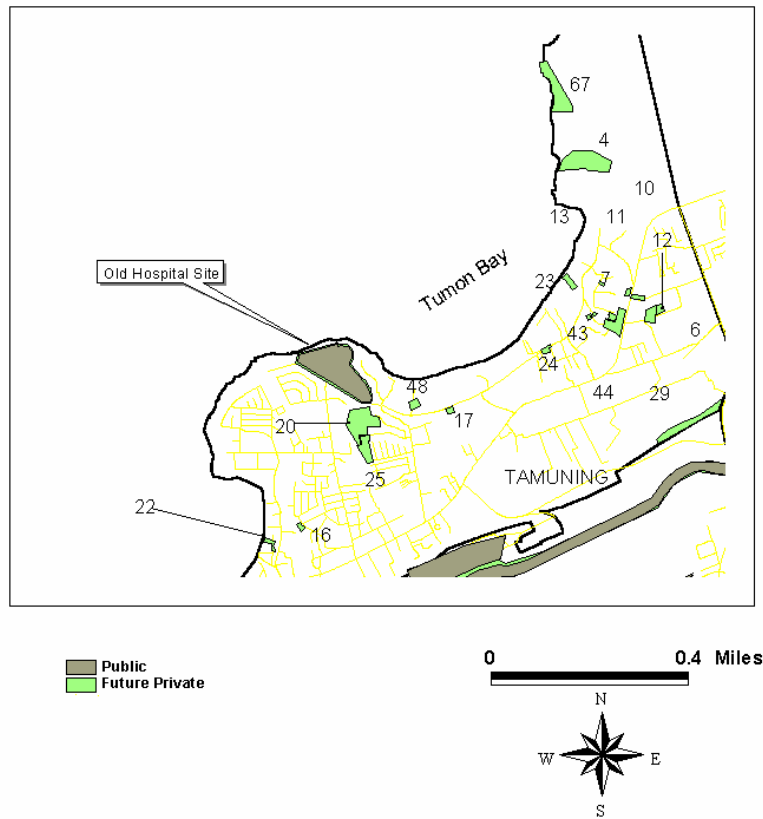 67
4
10
13
11
12
Old Hospital Site
Tumon Bay
23
7
43
6
24
48
44
29
17
20
25
TAMUNING
22
16
Public
Future Private
0 0.4 Miles
N
W E
S